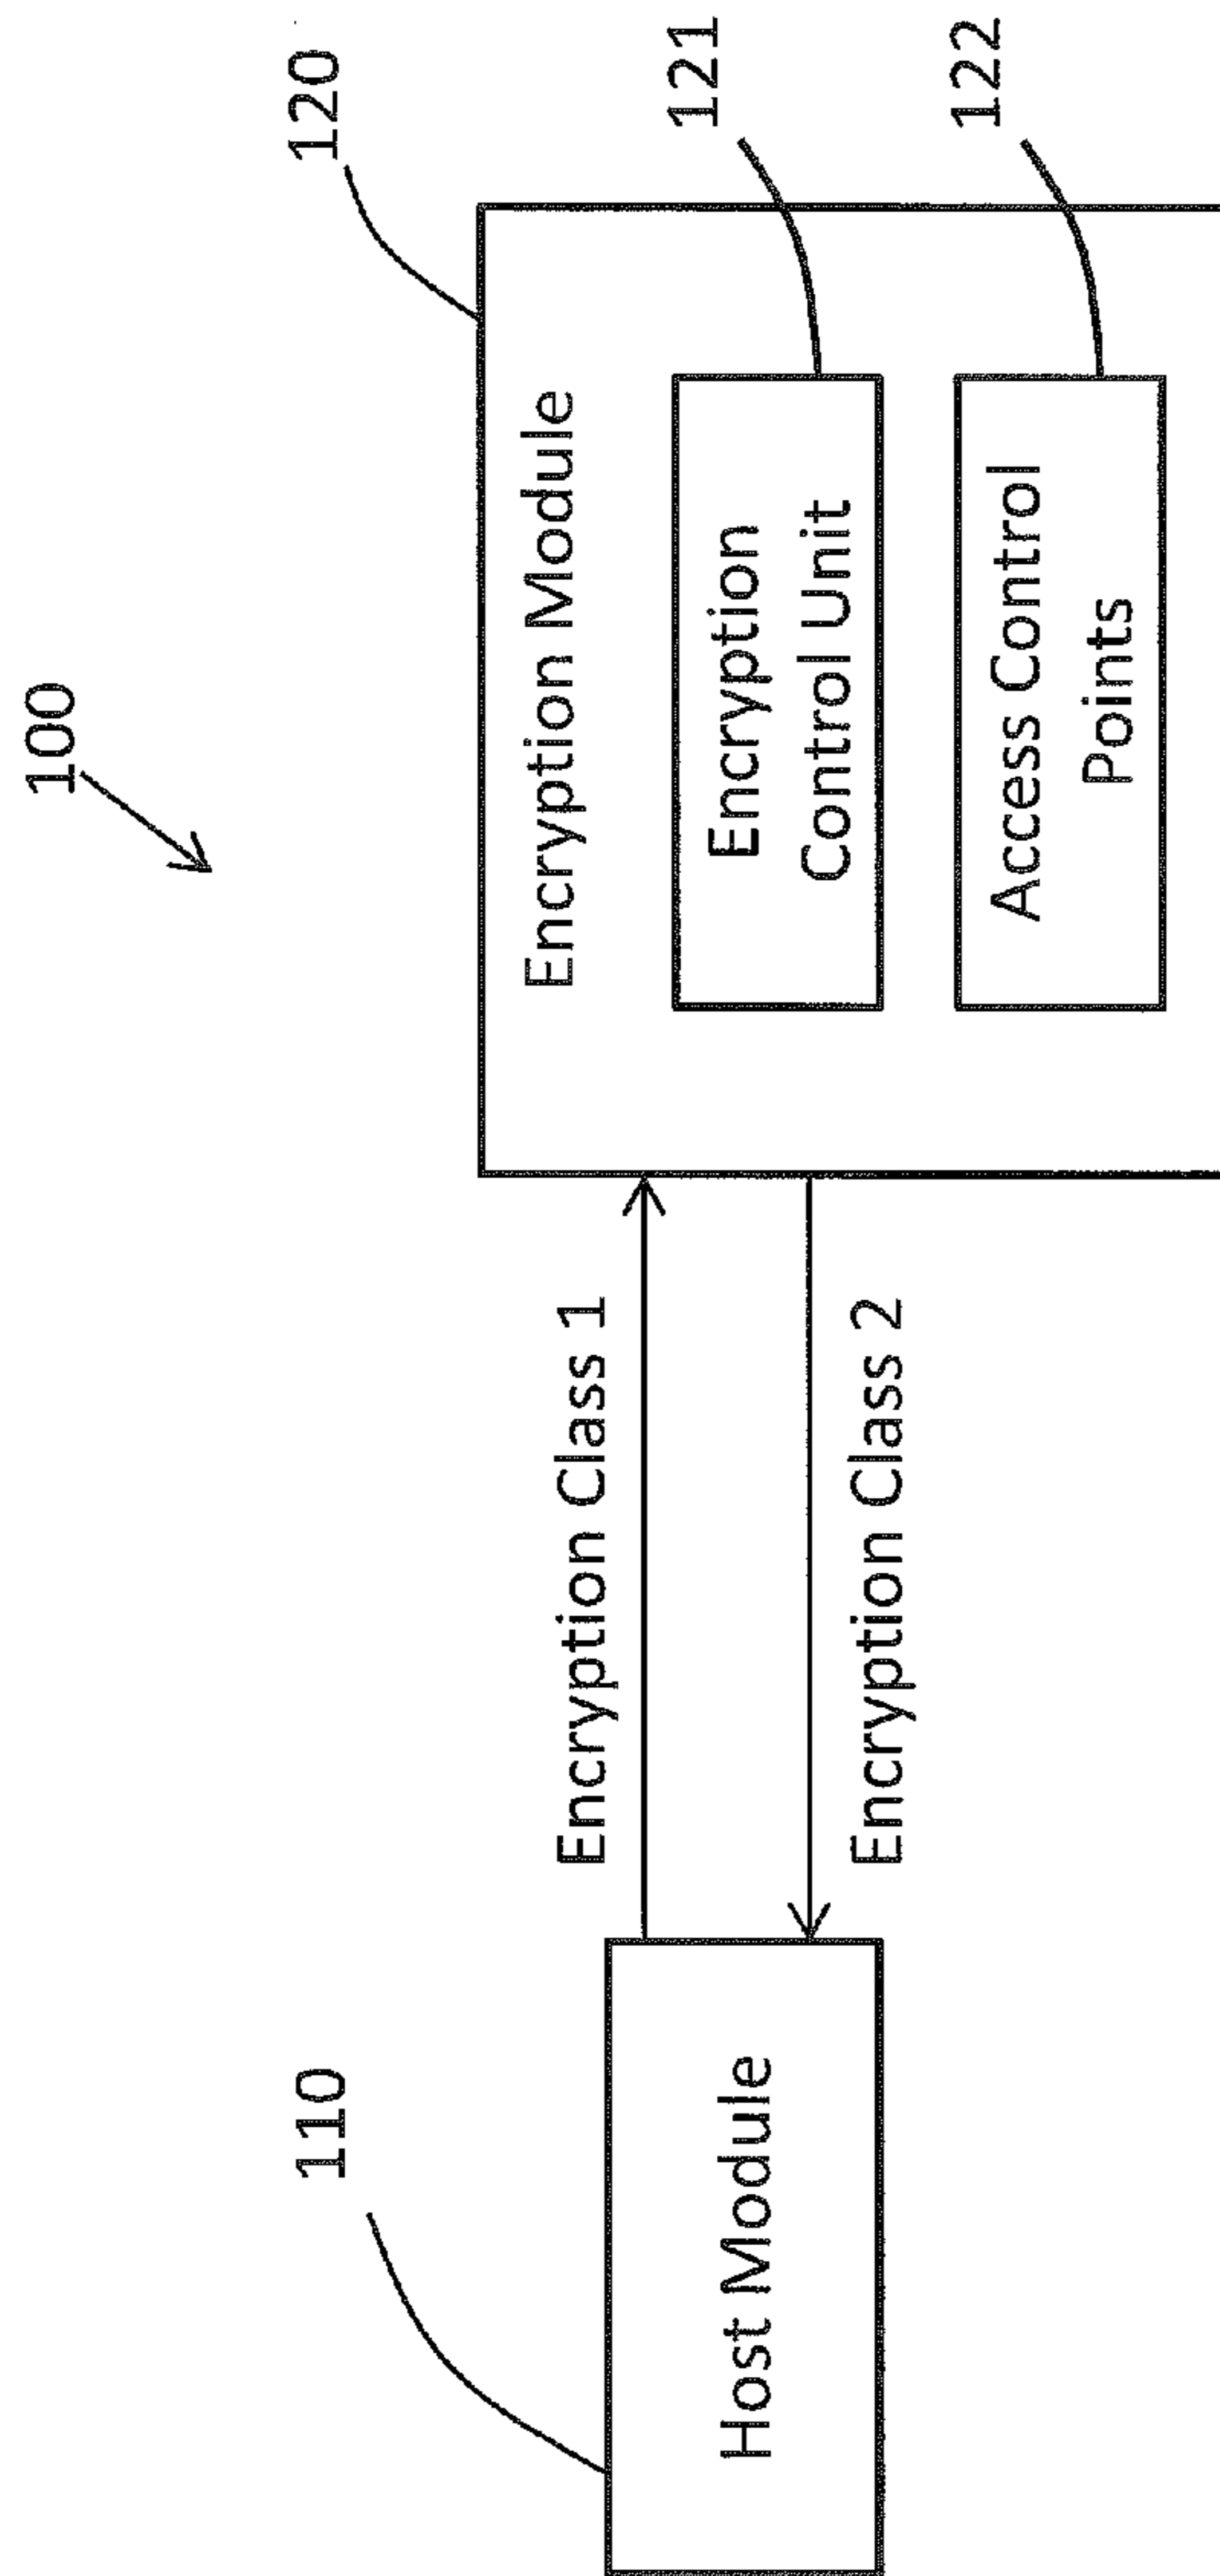 100
110
120
Host Module
Encryption Class 1
Encryption Class 2
Encryption Module
Encryption
Control Unit
121
Access Control
Points
122